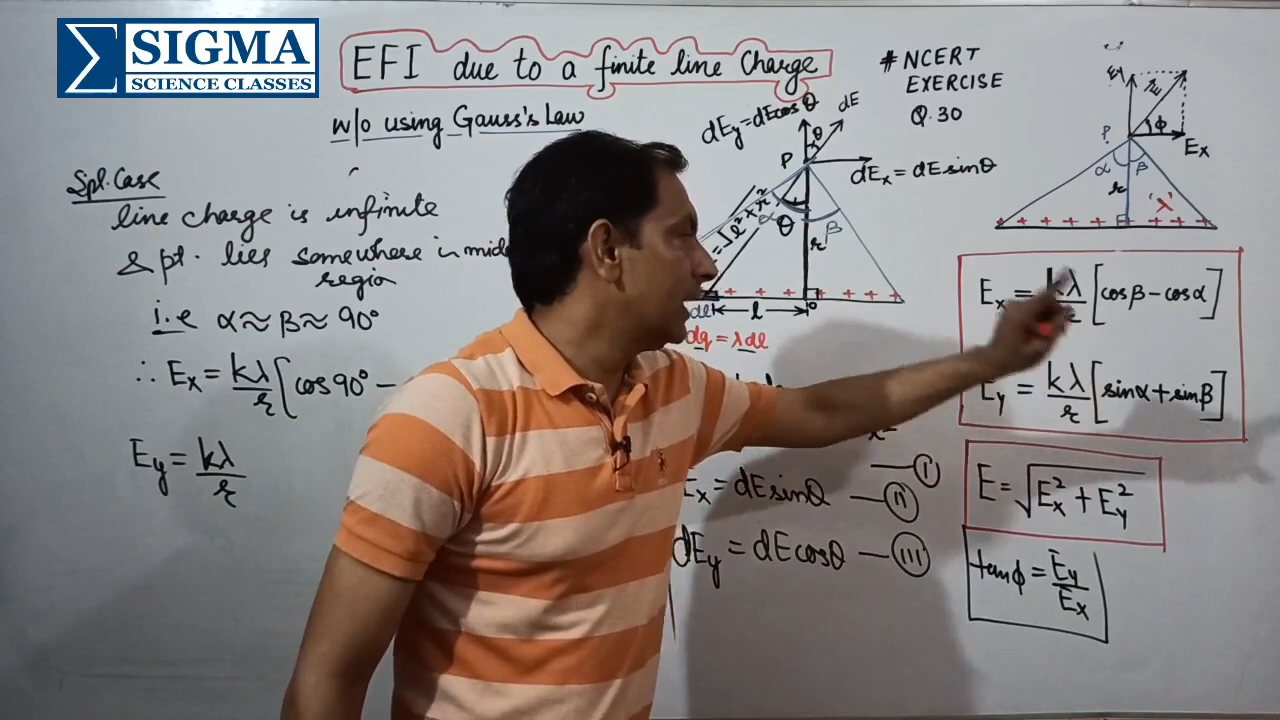 SIGMA
SCIENCE CLASSES
EFI due to a finite line charge
w/o using Gauss's Law
# NCERT
EXERCISE
Q.30
Spl. Case
line charge is infinite
& pt. lies somewhere in mid
region
i.e α ≈ β ≈ 90°
∴ Ex = kλ/r [cos 90° -
Ey = kλ/r
dEy = dE cos θ
dE
θ
P
dEx = dE sin θ
= √l² + r²
α
θ
β
r
dl
l
O
dq = λdl
I
Ex = dE sin θ — II
dEy = dE cos θ — III
Ey
E
ϕ
Ex
P
α
β
r
'λ'
Ex = kλ/r [cos β - cos α]
Ey = kλ/r [sin α + sin β]
E = √Ex² + Ey²
tan ϕ = Ey/Ex